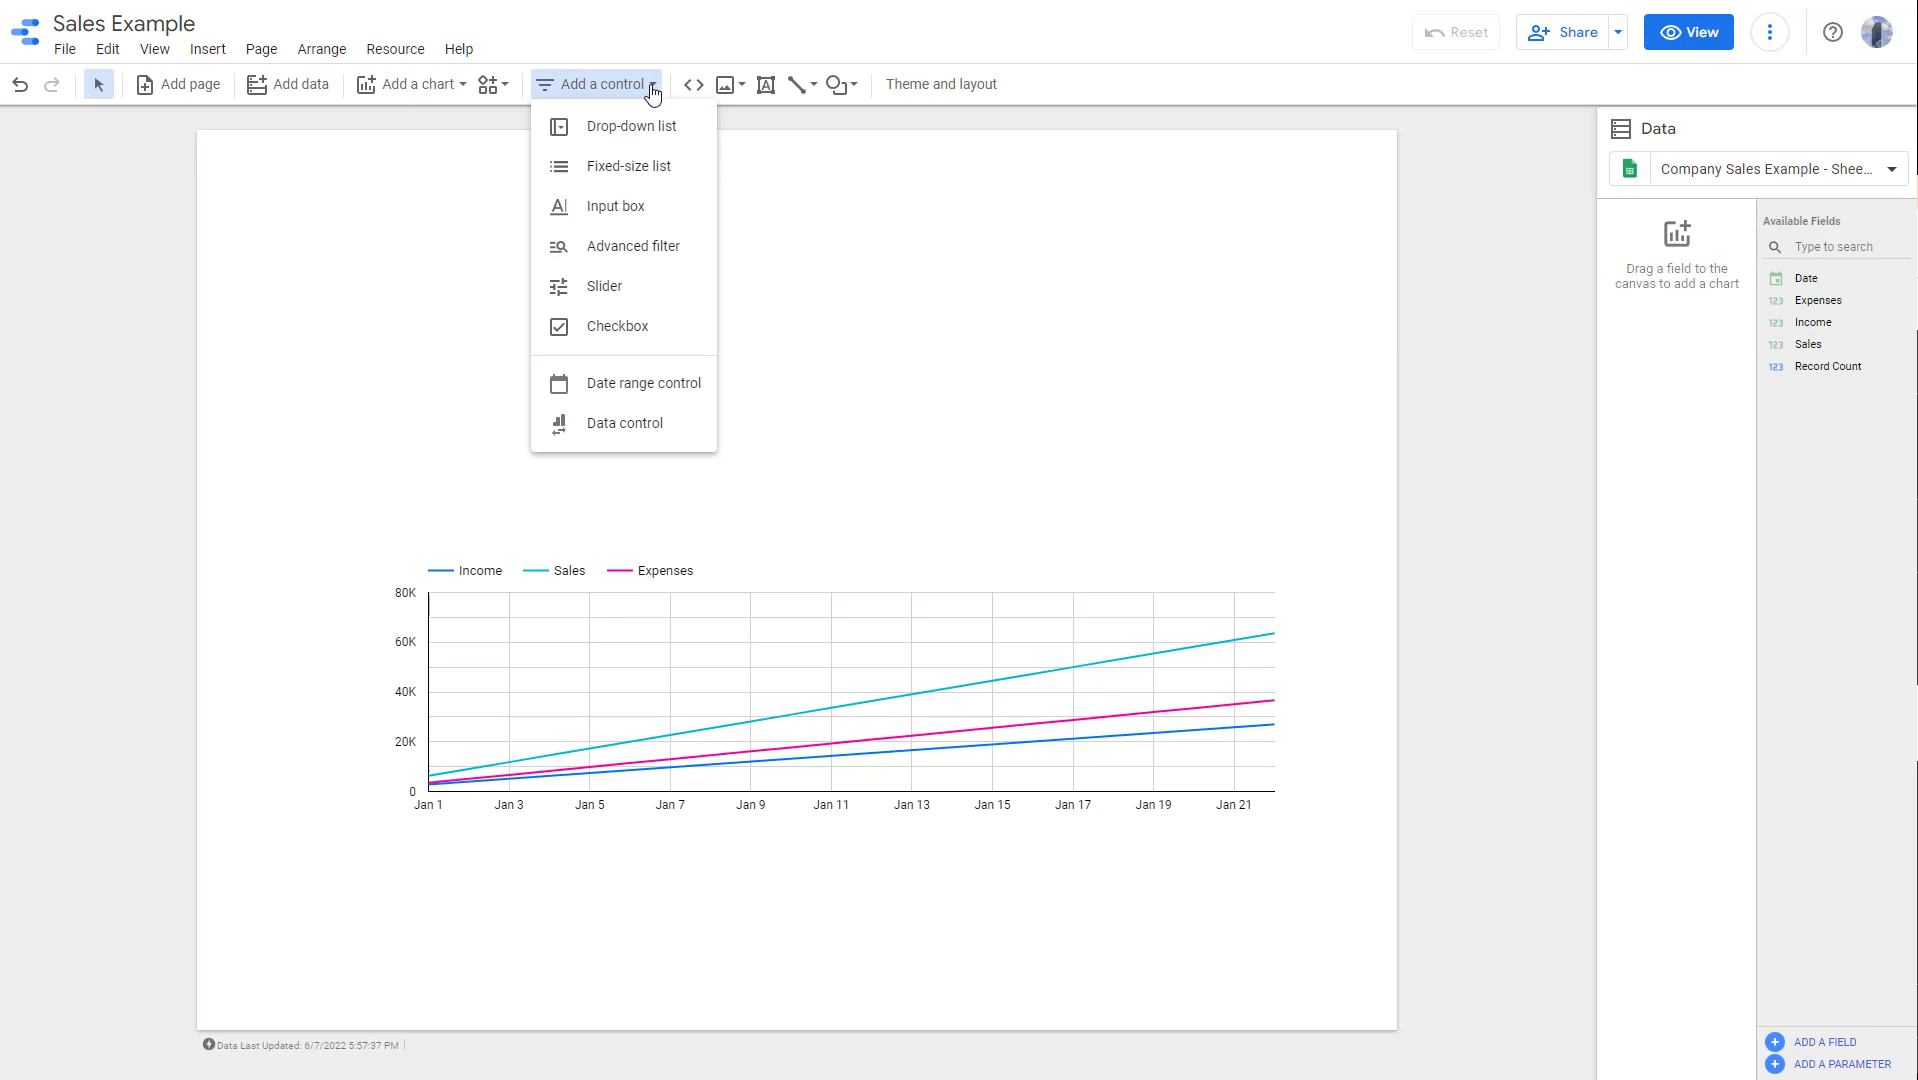 Sales Example
File Edit View Insert Page Arrange Resource Help
Reset Share View
Add page Add data Add a chart Add a control Theme and layout
Drop-down list
Fixed-size list
Input box
Advanced filter
Slider
Checkbox
Date range control
Data control
Data
Company Sales Example - Shee...
Drag a field to the
canvas to add a chart
Available Fields
Type to search
Date
123 Expenses
123 Income
123 Sales
123 Record Count
Income Sales Expenses
80K
60K
40K
20K
0
Jan 1 Jan 3 Jan 5 Jan 7 Jan 9 Jan 11 Jan 13 Jan 15 Jan 17 Jan 19 Jan 21
Data Last Updated: 6/7/2022 5:57:37 PM
ADD A FIELD
ADD A PARAMETER